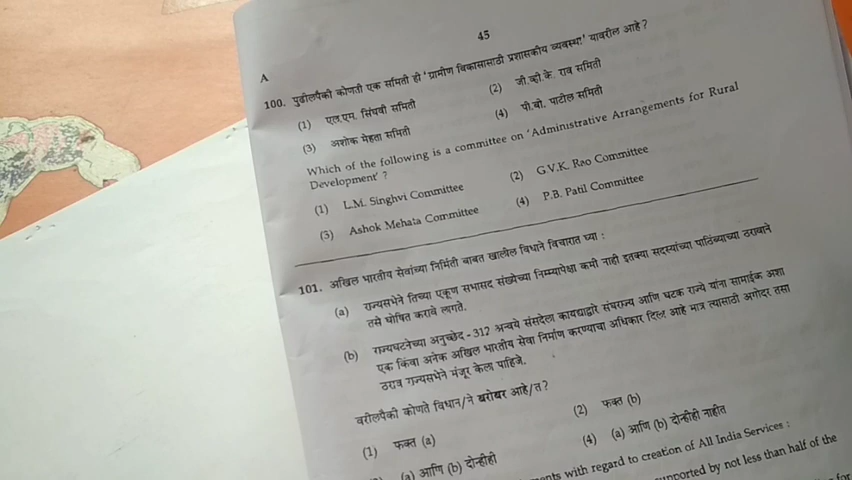 45
A
100. पुढीलपैकी कोणती एक समिती ही 'ग्रामीण विकासासाठी प्रशासकीय व्यवस्था' यावरील आहे ?
(1) एल.एम. सिंघवी समिती (2) जी.व्ही.के. राव समिती
(3) अशोक मेहता समिती (4) पी.बी. पाटील समिती
Which of the following is a committee on 'Administrative Arrangements for Rural
Development' ?
(1) L.M. Singhvi Committee (2) G.V.K. Rao Committee
(3) Ashok Mehata Committee (4) P.B. Patil Committee
101. अखिल भारतीय सेवांच्या निर्मिती बाबत खालील विधाने विचारात घ्या :
(a) राज्यसभेने तिच्या एकूण सभासद संख्येच्या निम्म्यापेक्षा कमी नाही इतक्या सदस्यांच्या पाठिंब्याच्या ठरावाने
तसे घोषित करावे लागते.
(b) राज्यघटनेच्या अनुच्छेद - 312 अन्वये संसदेला कायद्याद्वारे संघराज्य आणि घटक राज्ये यांना सामाईक अशा
एक किंवा अनेक अखिल भारतीय सेवा निर्माण करण्याचा अधिकार दिला आहे मात्र त्यासाठी अगोदर तसा
ठराव राज्यसभेने मंजूर केला पाहिजे.
वरीलपैकी कोणते विधान/ने बरोबर आहे/त ?
(1) फक्त (a) (2) फक्त (b)
(a) आणि (b) दोन्हीही (4) (a) आणि (b) दोन्हीही नाहीत
with regard to creation of All India Services :
by not less than half of the
for